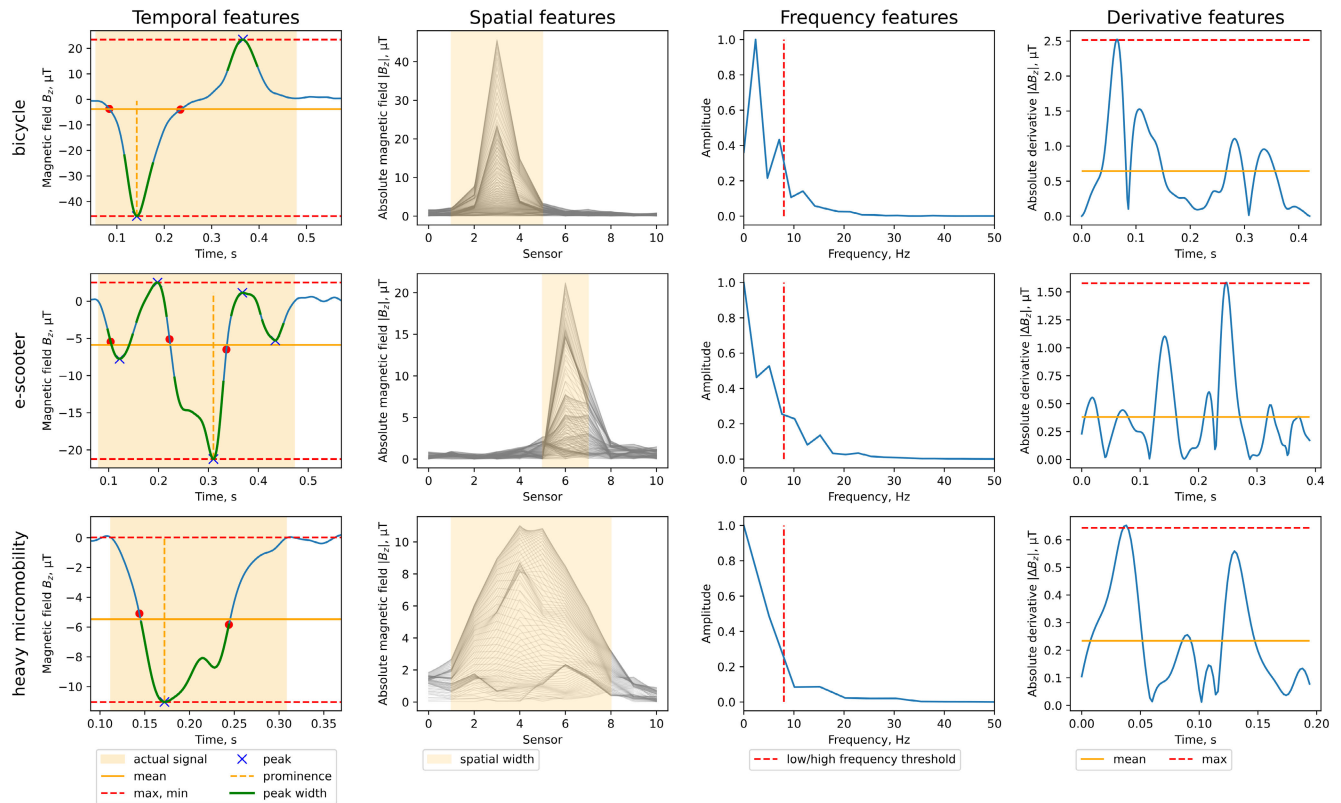 Temporal features
Spatial features
Frequency features
Derivative features
bicycle
Magnetic field Bz, µT
20
10
0
−10
−20
−30
−40
0.1 0.2 0.3 0.4 0.5
Time, s
Absolute magnetic field |Bz|, µT
40
30
20
10
0
0 2 4 6 8 10
Sensor
Amplitude
1.0
0.8
0.6
0.4
0.2
0.0
0 10 20 30 40 50
Frequency, Hz
Absolute derivative |ΔBz|, µT
2.5
2.0
1.5
1.0
0.5
0.0
0.0 0.1 0.2 0.3 0.4
Time, s
e-scooter
Magnetic field Bz, µT
0
−5
−10
−15
−20
0.1 0.2 0.3 0.4 0.5
Time, s
Absolute magnetic field |Bz|, µT
20
15
10
5
0
0 2 4 6 8 10
Sensor
Amplitude
1.0
0.8
0.6
0.4
0.2
0.0
0 10 20 30 40 50
Frequency, Hz
Absolute derivative |ΔBz|, µT
1.50
1.25
1.00
0.75
0.50
0.25
0.00
0.0 0.1 0.2 0.3 0.4
Time, s
heavy micromobility
Magnetic field Bz, µT
0
−2
−4
−6
−8
−10
0.10 0.15 0.20 0.25 0.30 0.35
Time, s
Absolute magnetic field |Bz|, µT
10
8
6
4
2
0
0 2 4 6 8 10
Sensor
Amplitude
1.0
0.8
0.6
0.4
0.2
0.0
0 10 20 30 40 50
Frequency, Hz
Absolute derivative |ΔBz|, µT
0.6
0.5
0.4
0.3
0.2
0.1
0.0
0.00 0.05 0.10 0.15 0.20
Time, s
actual signal
mean
max, min
peak
prominence
peak width
spatial width
low/high frequency threshold
mean
max